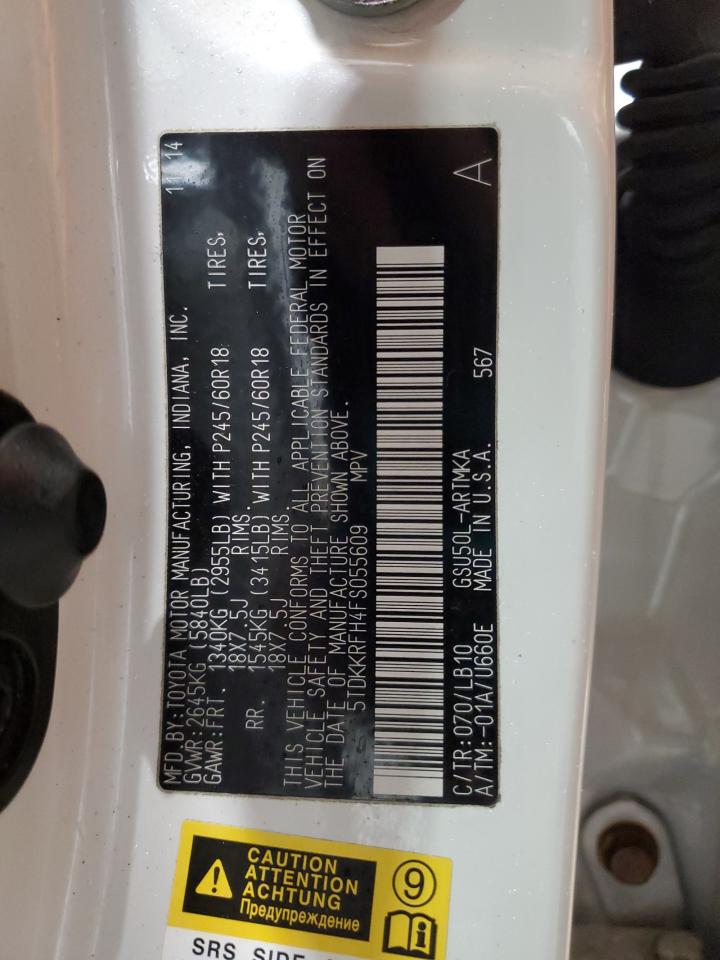 MFD.BY:TOYOTA MOTOR MANUFACTURING, INDIANA, INC. 11/14
GVWR:2645KG (5840LB)
GAWR:FRT. 1340KG (2955LB) WITH P245/60R18 TIRES,
18X7.5J RIMS.
RR. 1545KG (3415LB) WITH P245/60R18 TIRES,
18X7.5J RIMS.
THIS VEHICLE CONFORMS TO ALL APPLICABLE FEDERAL MOTOR
VEHICLE SAFETY AND THEFT PREVENTION STANDARDS IN EFFECT ON
THE DATE OF MANUFACTURE SHOWN ABOVE.
5TDKKRFH4FS055609 MPV
C/TR:070/LB10 GSU50L-ARTMKA
A/TM:-01A/U660E MADE IN U.S.A. 567 A
CAUTION
ATTENTION
ACHTUNG
Предупреждение
9
i
SRS SIDE